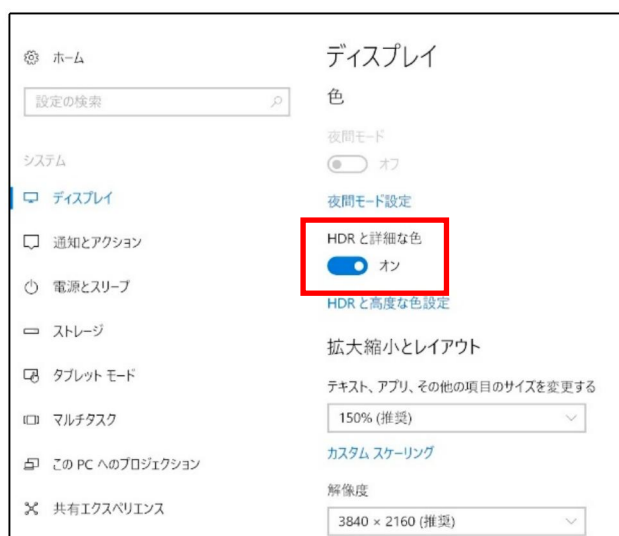 ホーム
設定の検索
システム
ディスプレイ
通知とアクション
電源とスリープ
ストレージ
タブレット モード
マルチタスク
この PC へのプロジェクション
共有エクスペリエンス
ディスプレイ
色
夜間モード
オフ
夜間モード設定
HDR と詳細な色
オン
HDR と高度な色設定
拡大縮小とレイアウト
テキスト、アプリ、その他の項目のサイズを変更する
150% (推奨)
カスタム スケーリング
解像度
3840 × 2160 (推奨)